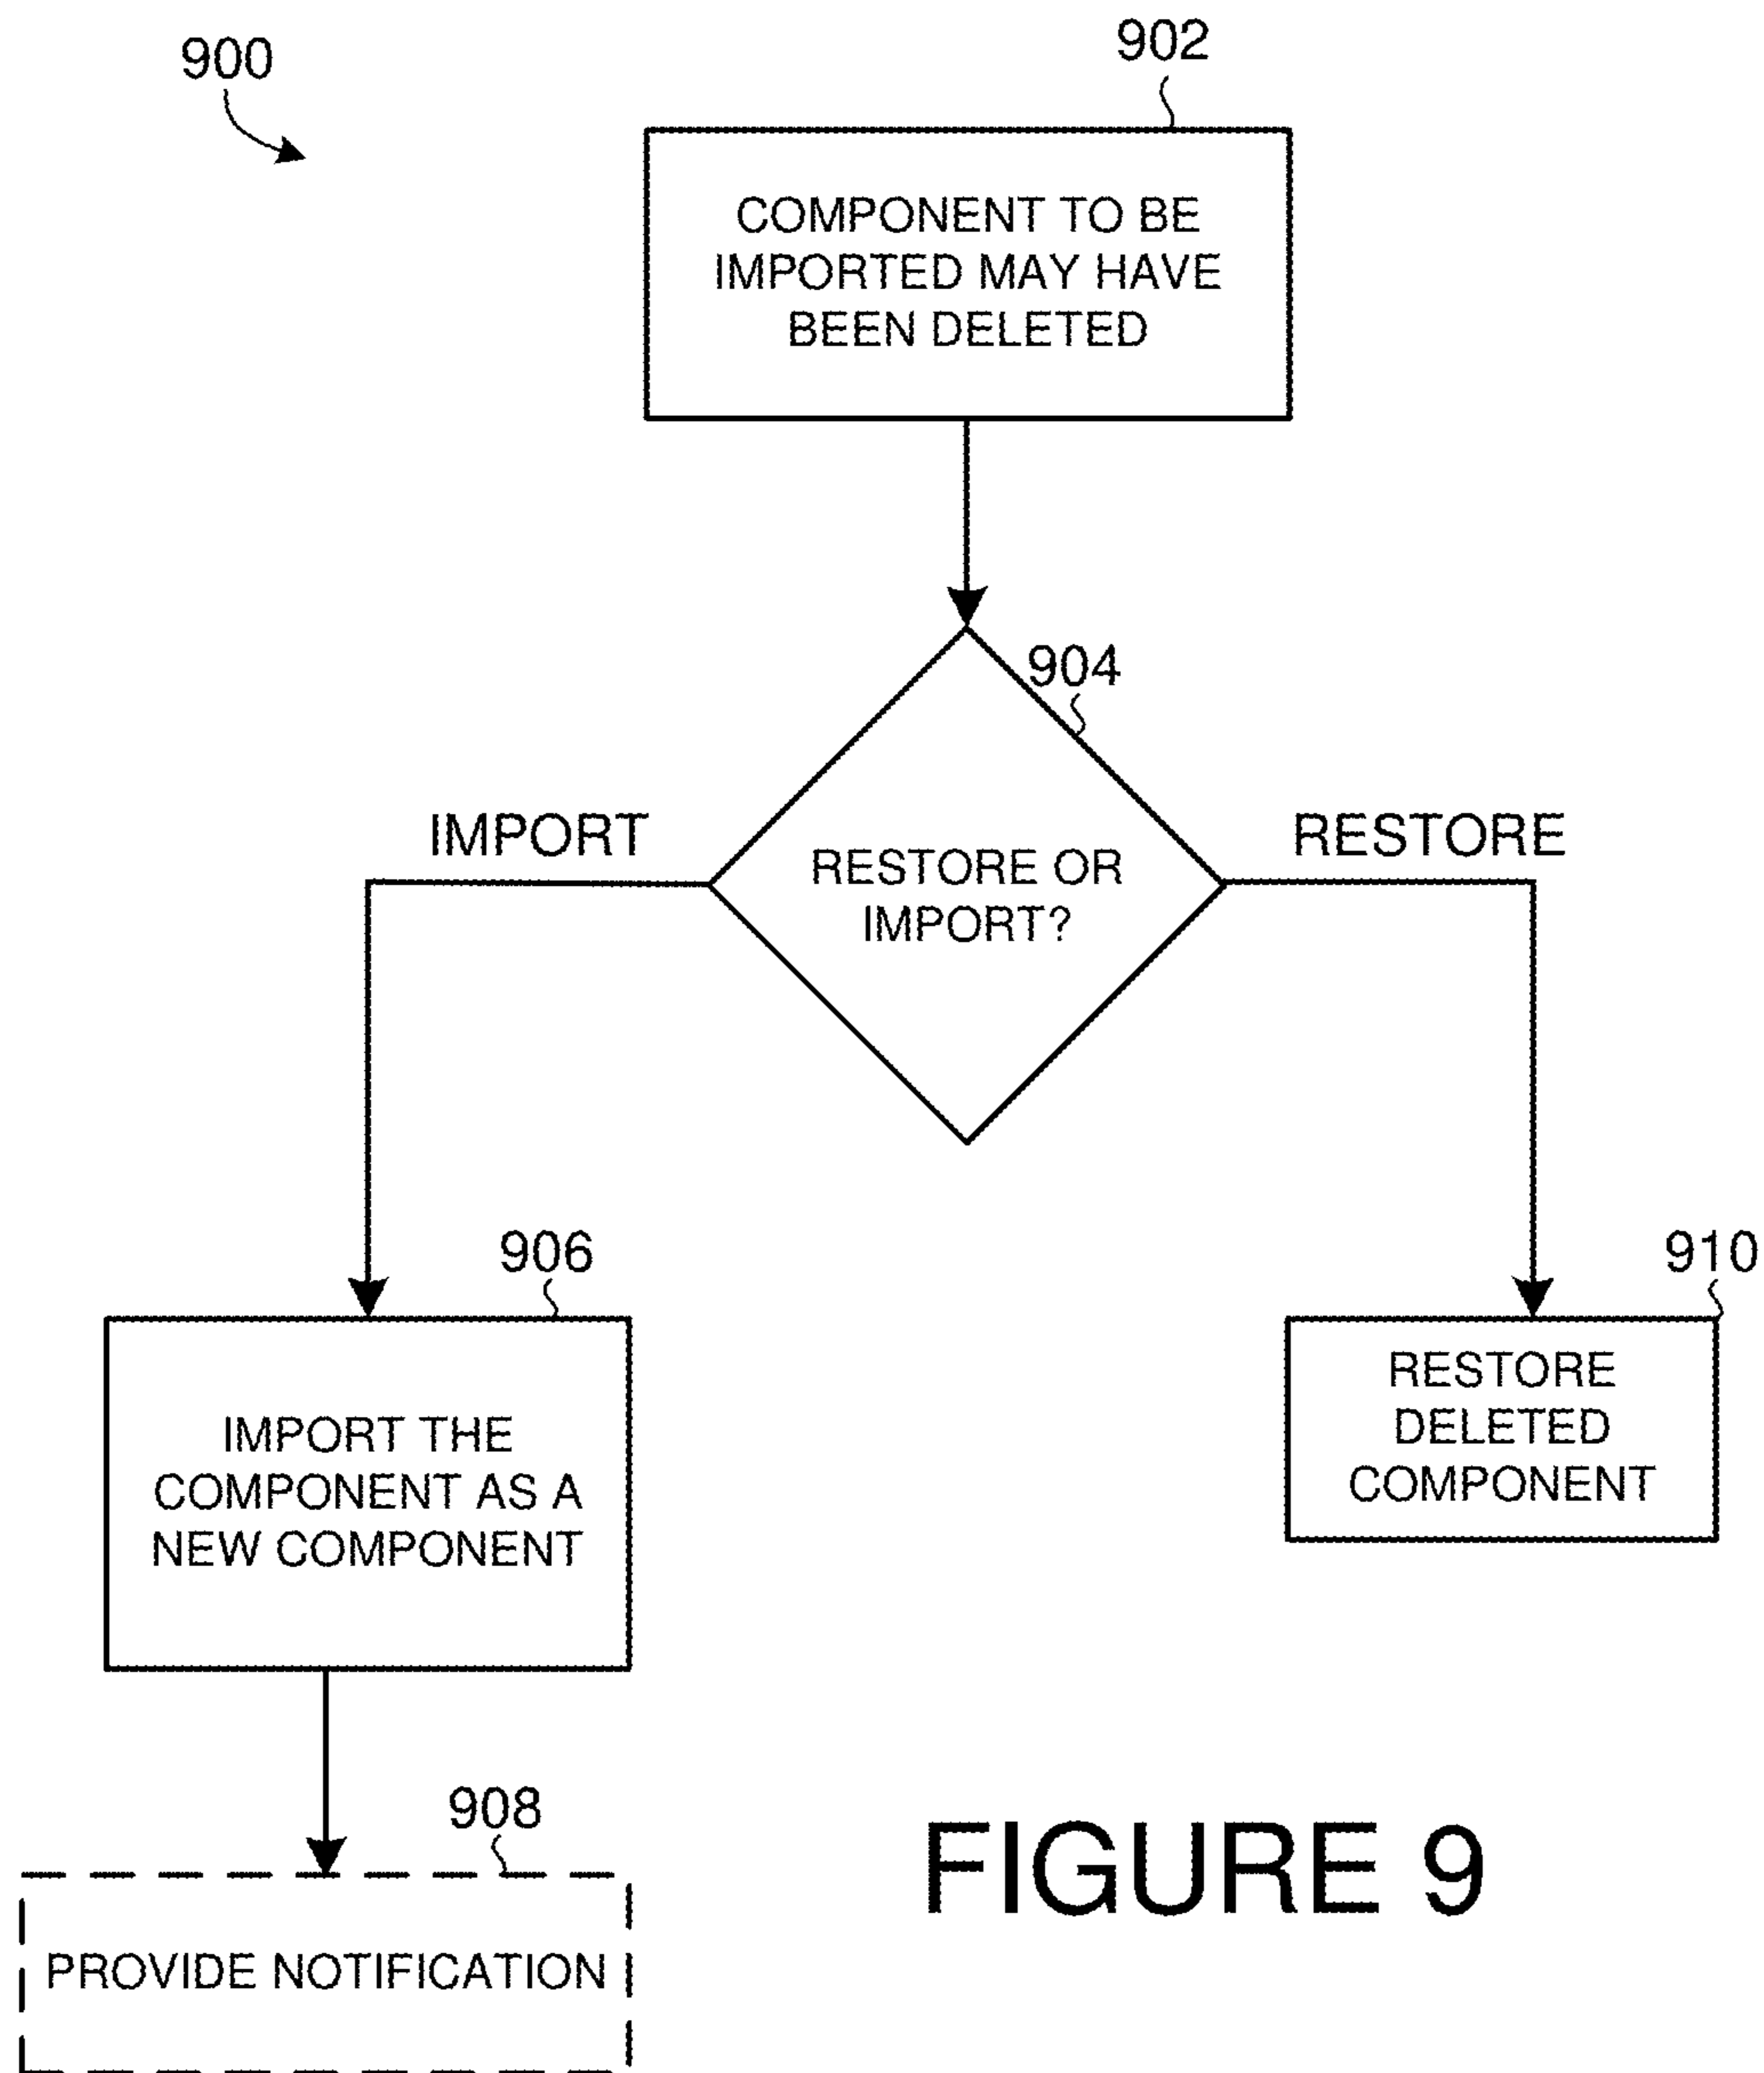 900
902
COMPONENT TO BE
IMPORTED MAY HAVE
BEEN DELETED
904
IMPORT
RESTORE
RESTORE OR
IMPORT?
906
910
IMPORT THE
COMPONENT AS A
NEW COMPONENT
RESTORE
DELETED
COMPONENT
908
PROVIDE NOTIFICATION
FIGURE 9